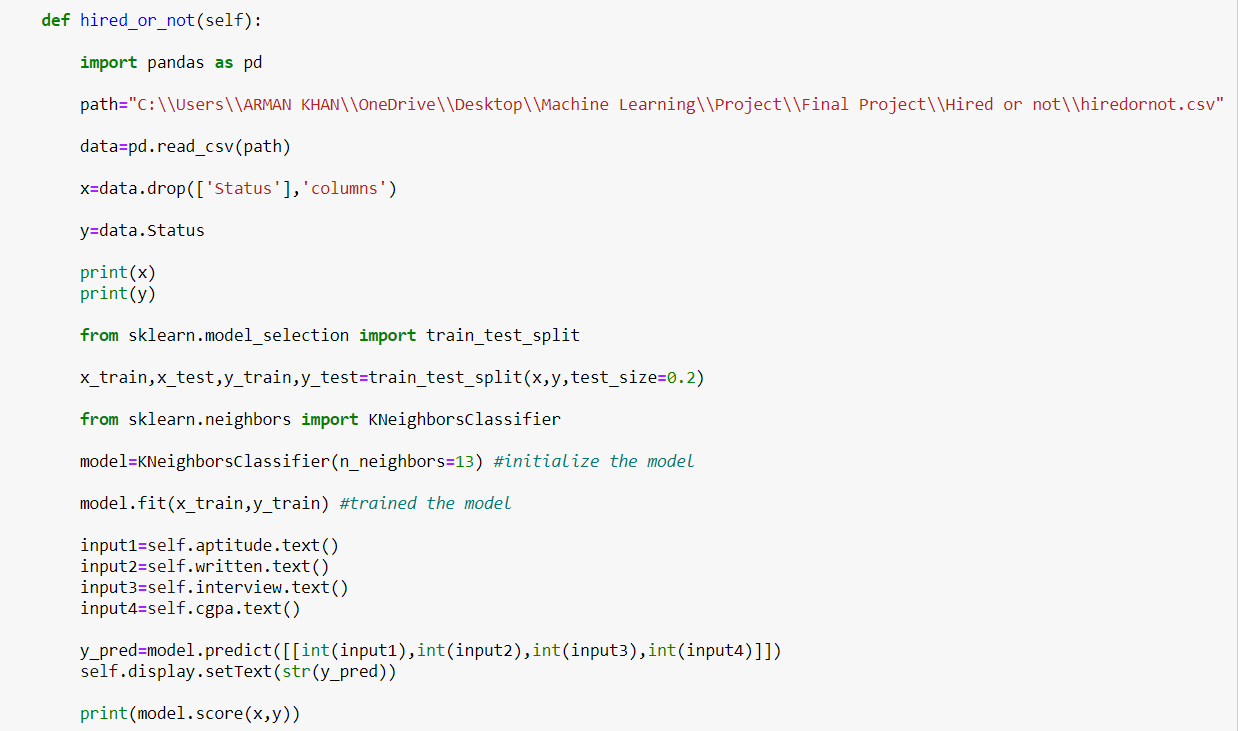 def hired_or_not(self):
import pandas as pd
path="C:\\Users\\ARMAN KHAN\\OneDrive\\Desktop\\Machine Learning\\Project\\Final Project\\Hired or not\\hiredornot.csv"
data=pd.read_csv(path)
x=data.drop(['Status'],'columns')
y=data.Status
print(x)
print(y)
from sklearn.model_selection import train_test_split
x_train,x_test,y_train,y_test=train_test_split(x,y,test_size=0.2)
from sklearn.neighbors import KNeighborsClassifier
model=KNeighborsClassifier(n_neighbors=13) #initialize the model
model.fit(x_train,y_train) #trained the model
input1=self.aptitude.text()
input2=self.written.text()
input3=self.interview.text()
input4=self.cgpa.text()
y_pred=model.predict([[int(input1),int(input2),int(input3),int(input4)]])
self.display.setText(str(y_pred))
print(model.score(x,y))